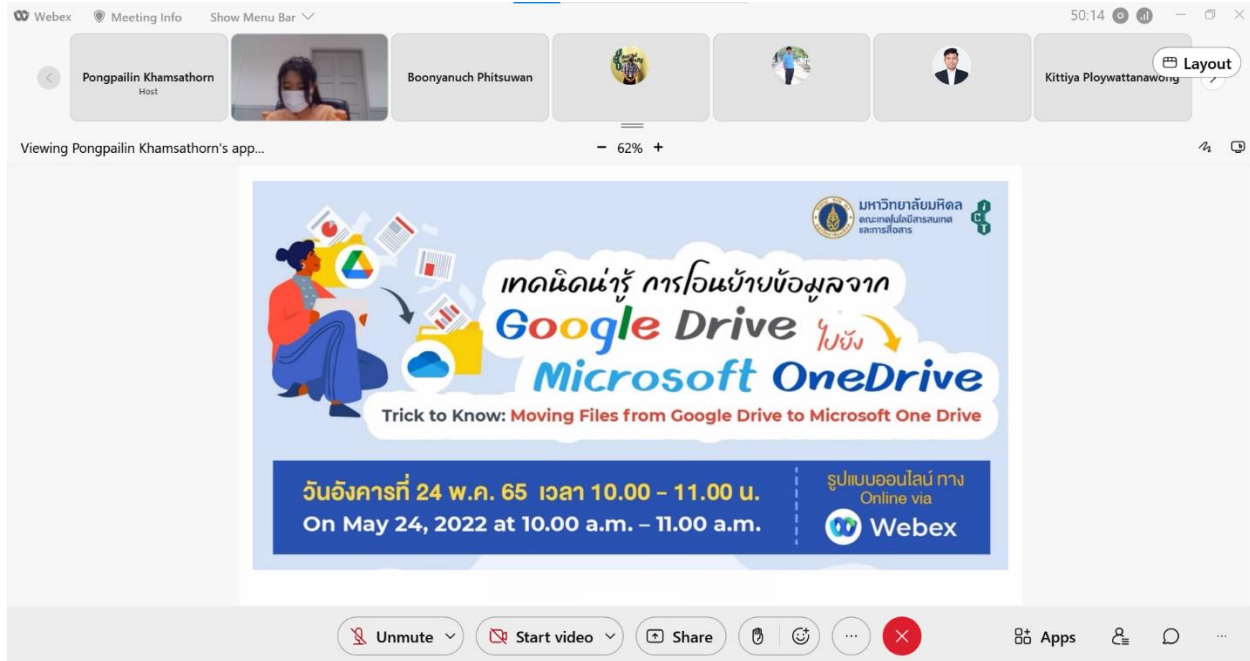 Webex
Meeting Info
Show Menu Bar
50:14
Pongpailin Khamsathorn
Host
Boonyanuch Phitsuwan
Kittiya Ploywattanawong
Layout
Viewing Pongpailin Khamsathorn's app...
- 62% +
มหาวิทยาลัยมหิดล
คณะเทคโนโลยีสารสนเทศ
และการสื่อสาร
ICT
เทคนิคน่ารู้ การโอนย้ายข้อมูลจาก
Google Drive ไปยัง
Microsoft OneDrive
Trick to Know: Moving Files from Google Drive to Microsoft One Drive
วันอังคารที่ 24 พ.ค. 65 เวลา 10.00 - 11.00 น.
On May 24, 2022 at 10.00 a.m. – 11.00 a.m.
รูปแบบออนไลน์ ทาง
Online via
Webex
Unmute
Start video
Share
Apps